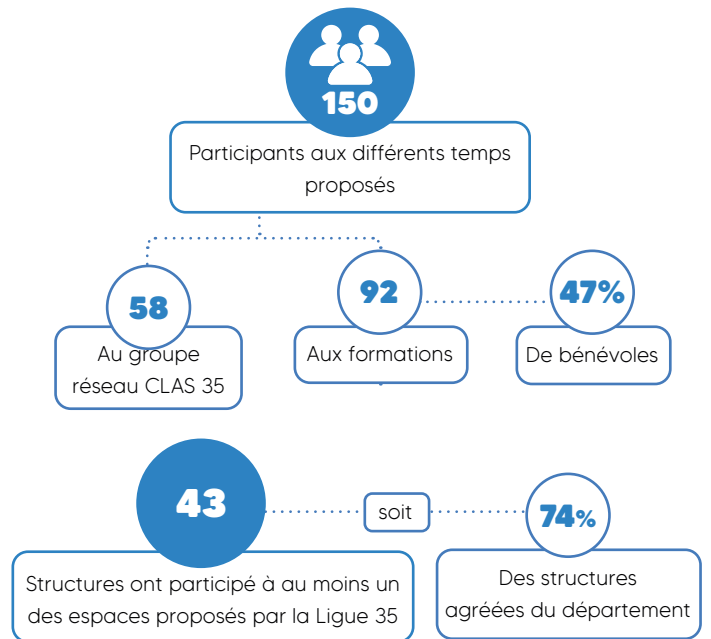 150
Participants aux différents temps
proposés
58
Au groupe
réseau CLAS 35
92
Aux formations
47%
De bénévoles
43
Structures ont participé à au moins un
des espaces proposés par la Ligue 35
soit
74%
Des structures
agréées du département